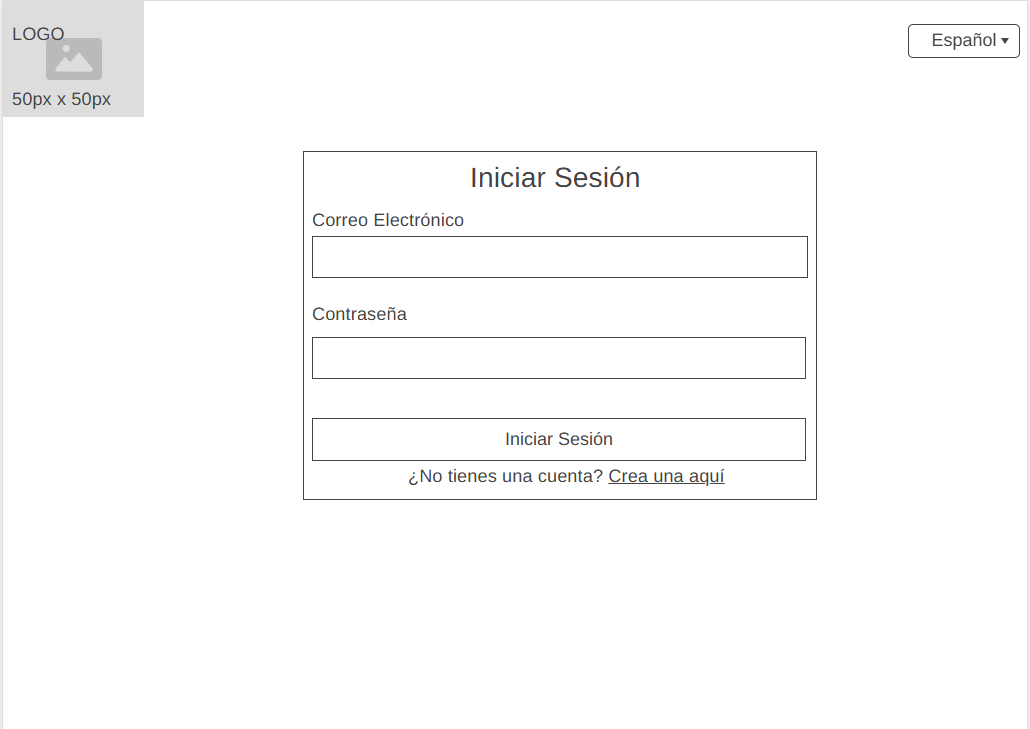 LOGO
50px x 50px
Español
Iniciar Sesión
Correo Electrónico
Contraseña
Iniciar Sesión
¿No tienes una cuenta? Crea una aquí